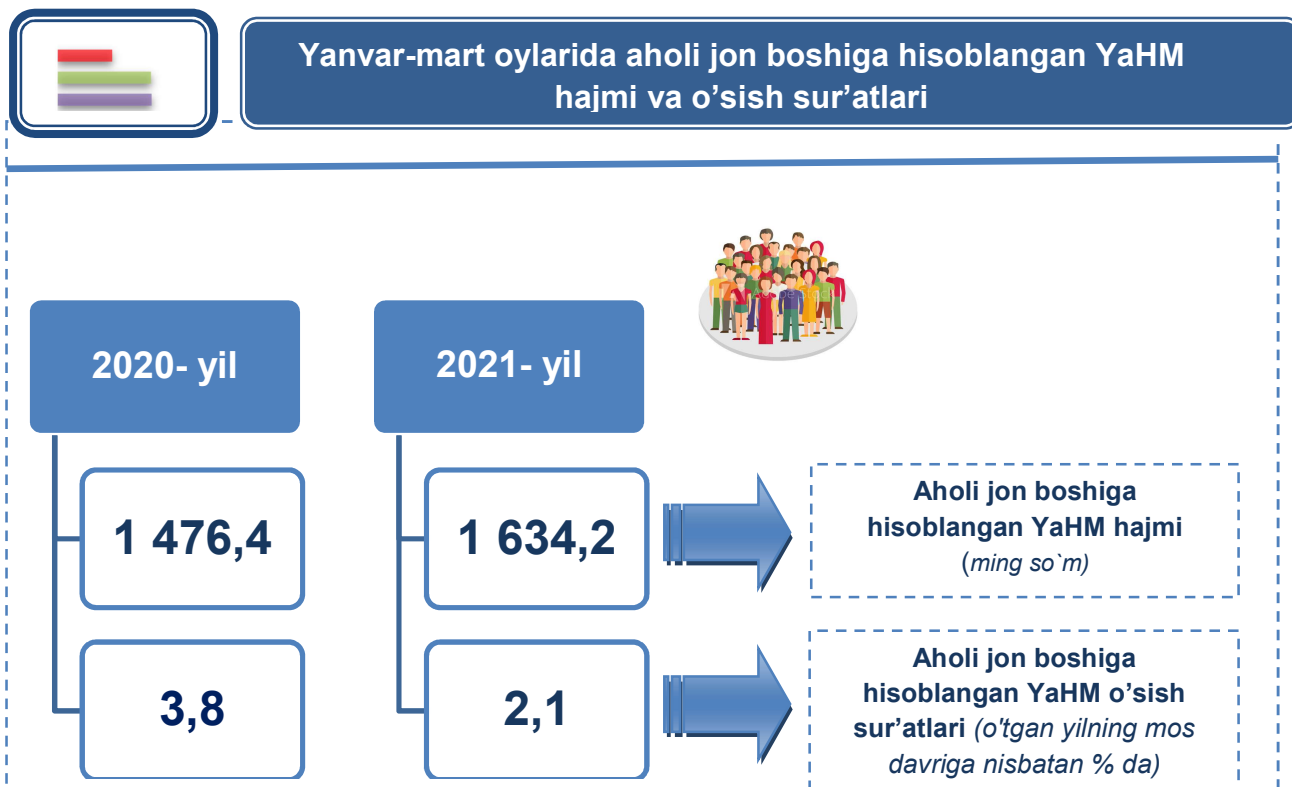 Yanvar-mart oylarida aholi jon boshiga hisoblangan YaHM
hajmi va o’sish sur’atlari
2020- yil
2021- yil
1 476,4
1 634,2
Aholi jon boshiga
hisoblangan YaHM hajmi
(ming so`m)
3,8
2,1
Aholi jon boshiga
hisoblangan YaHM o’sish
sur’atlari (o'tgan yilning mos
davriga nisbatan % da)